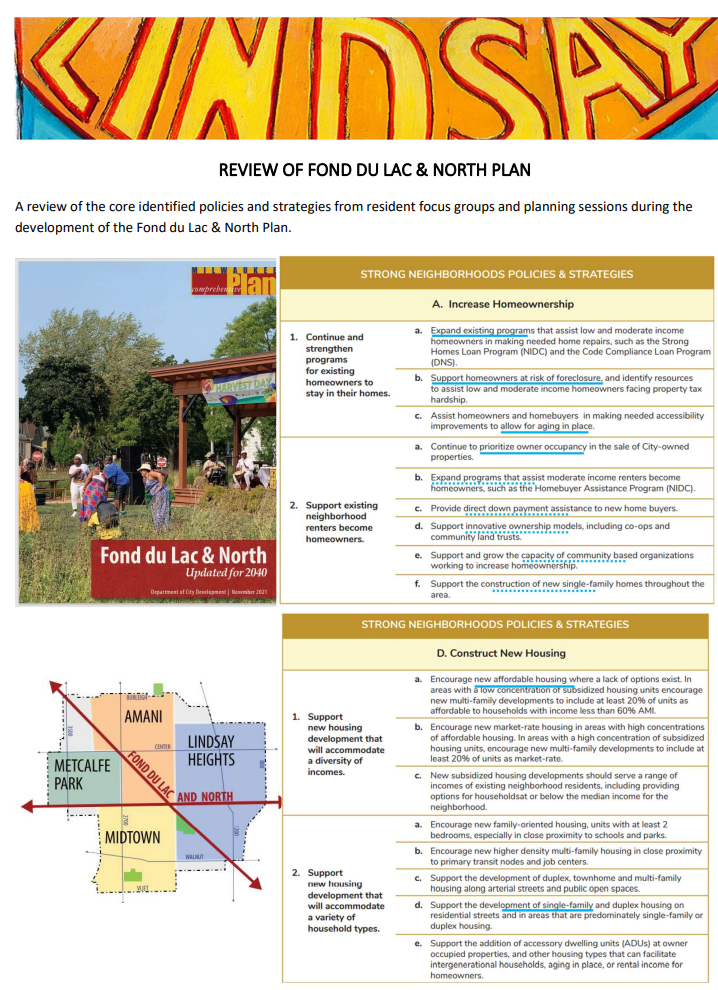 LINDSAY
REVIEW OF FOND DU LAC & NORTH PLAN
A review of the core identified policies and strategies from resident focus groups and planning sessions during the
development of the Fond du Lac & North Plan.
comprehensive Plan
HARVEST DAY
Fond du Lac & North
Updated for 2040
Department of City Development | November 2021
STRONG NEIGHBORHOODS POLICIES & STRATEGIES
A. Increase Homeownership
1. Continue and
strengthen
programs
for existing
homeowners to
stay in their homes.
a. Expand existing programs that assist low and moderate income
homeowners in making needed home repairs, such as the Strong
Homes Loan Program (NIDC) and the Code Compliance Loan Program
(DNS).
b. Support homeowners at risk of foreclosure, and identify resources
to assist low and moderate income homeowners facing property tax
hardship.
c. Assist homeowners and homebuyers in making needed accessibility
improvements to allow for aging in place.
2. Support existing
neighborhood
renters become
homeowners.
a. Continue to prioritize owner occupancy in the sale of City-owned
properties.
b. Expand programs that assist moderate income renters become
homeowners, such as the Homebuyer Assistance Program (NIDC).
c. Provide direct down payment assistance to new home buyers.
d. Support innovative ownership models, including co-ops and
community land trusts.
e. Support and grow the capacity of community based organizations
working to increase homeownership.
f. Support the construction of new single-family homes throughout the
area.
BURLEIGH
AMANI
CENTER
LINDSAY
HEIGHTS
METCALFE
PARK
FOND DU LAC AND NORTH
MIDTOWN
WALNUT
VLIET
STRONG NEIGHBORHOODS POLICIES & STRATEGIES
D. Construct New Housing
1. Support
new housing
development that
will accommodate
a diversity of
incomes.
a. Encourage new affordable housing where a lack of options exist. In
areas with a low concentration of subsidized housing units encourage
new multi-family developments to include at least 20% of units as
affordable to households with income less than 60% AMI.
b. Encourage new market-rate housing in areas with high concentrations
of affordable housing. In areas with a high concentration of subsidized
housing units, encourage new multi-family developments to include at
least 20% of units as market-rate.
c. New subsidized housing developments should serve a range of
incomes of existing neighborhood residents, including providing
options for householdsat or below the median income for the
neighborhood.
2. Support
new housing
development that
will accommodate
a variety of
household types.
a. Encourage new family-oriented housing, units with at least 2
bedrooms, especially in close proximity to schools and parks.
b. Encourage new higher density multi-family housing in close proximity
to primary transit nodes and job centers.
c. Support the development of duplex, townhome and multi-family
housing along arterial streets and public open spaces.
d. Support the development of single-family and duplex housing on
residential streets and in areas that are predominately single-family or
duplex housing.
e. Support the addition of accessory dwelling units (ADUs) at owner
occupied properties, and other housing types that can facilitate
intergenerational households, aging in place, or rental income for
homeowners.